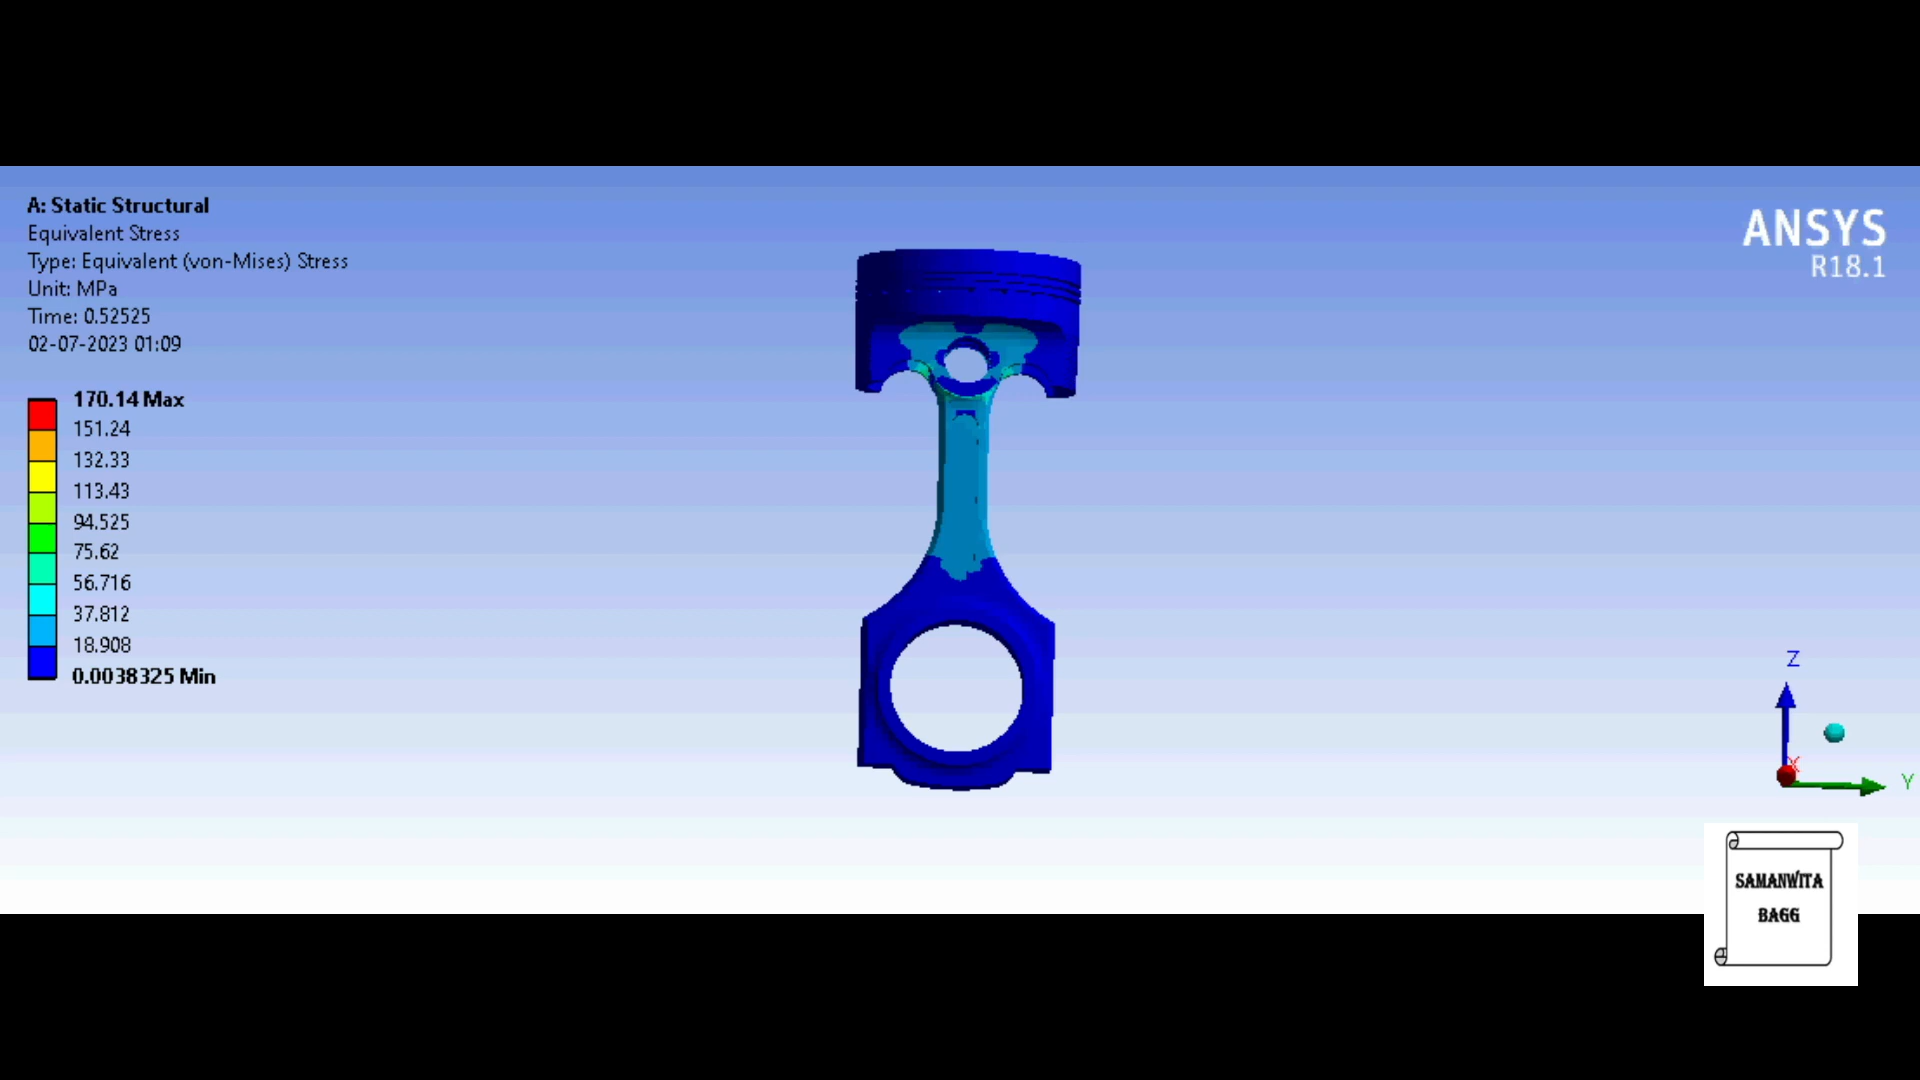 A: Static Structural
Equivalent Stress
Type: Equivalent (von-Mises) Stress
Unit: MPa
Time: 0.52525
02-07-2023 01:09
170.14 Max
151.24
132.33
113.43
94.525
75.62
56.716
37.812
18.908
0.0038325 Min
ANSYS
R18.1
Z
X
Y
SAMANWITA
BAGG